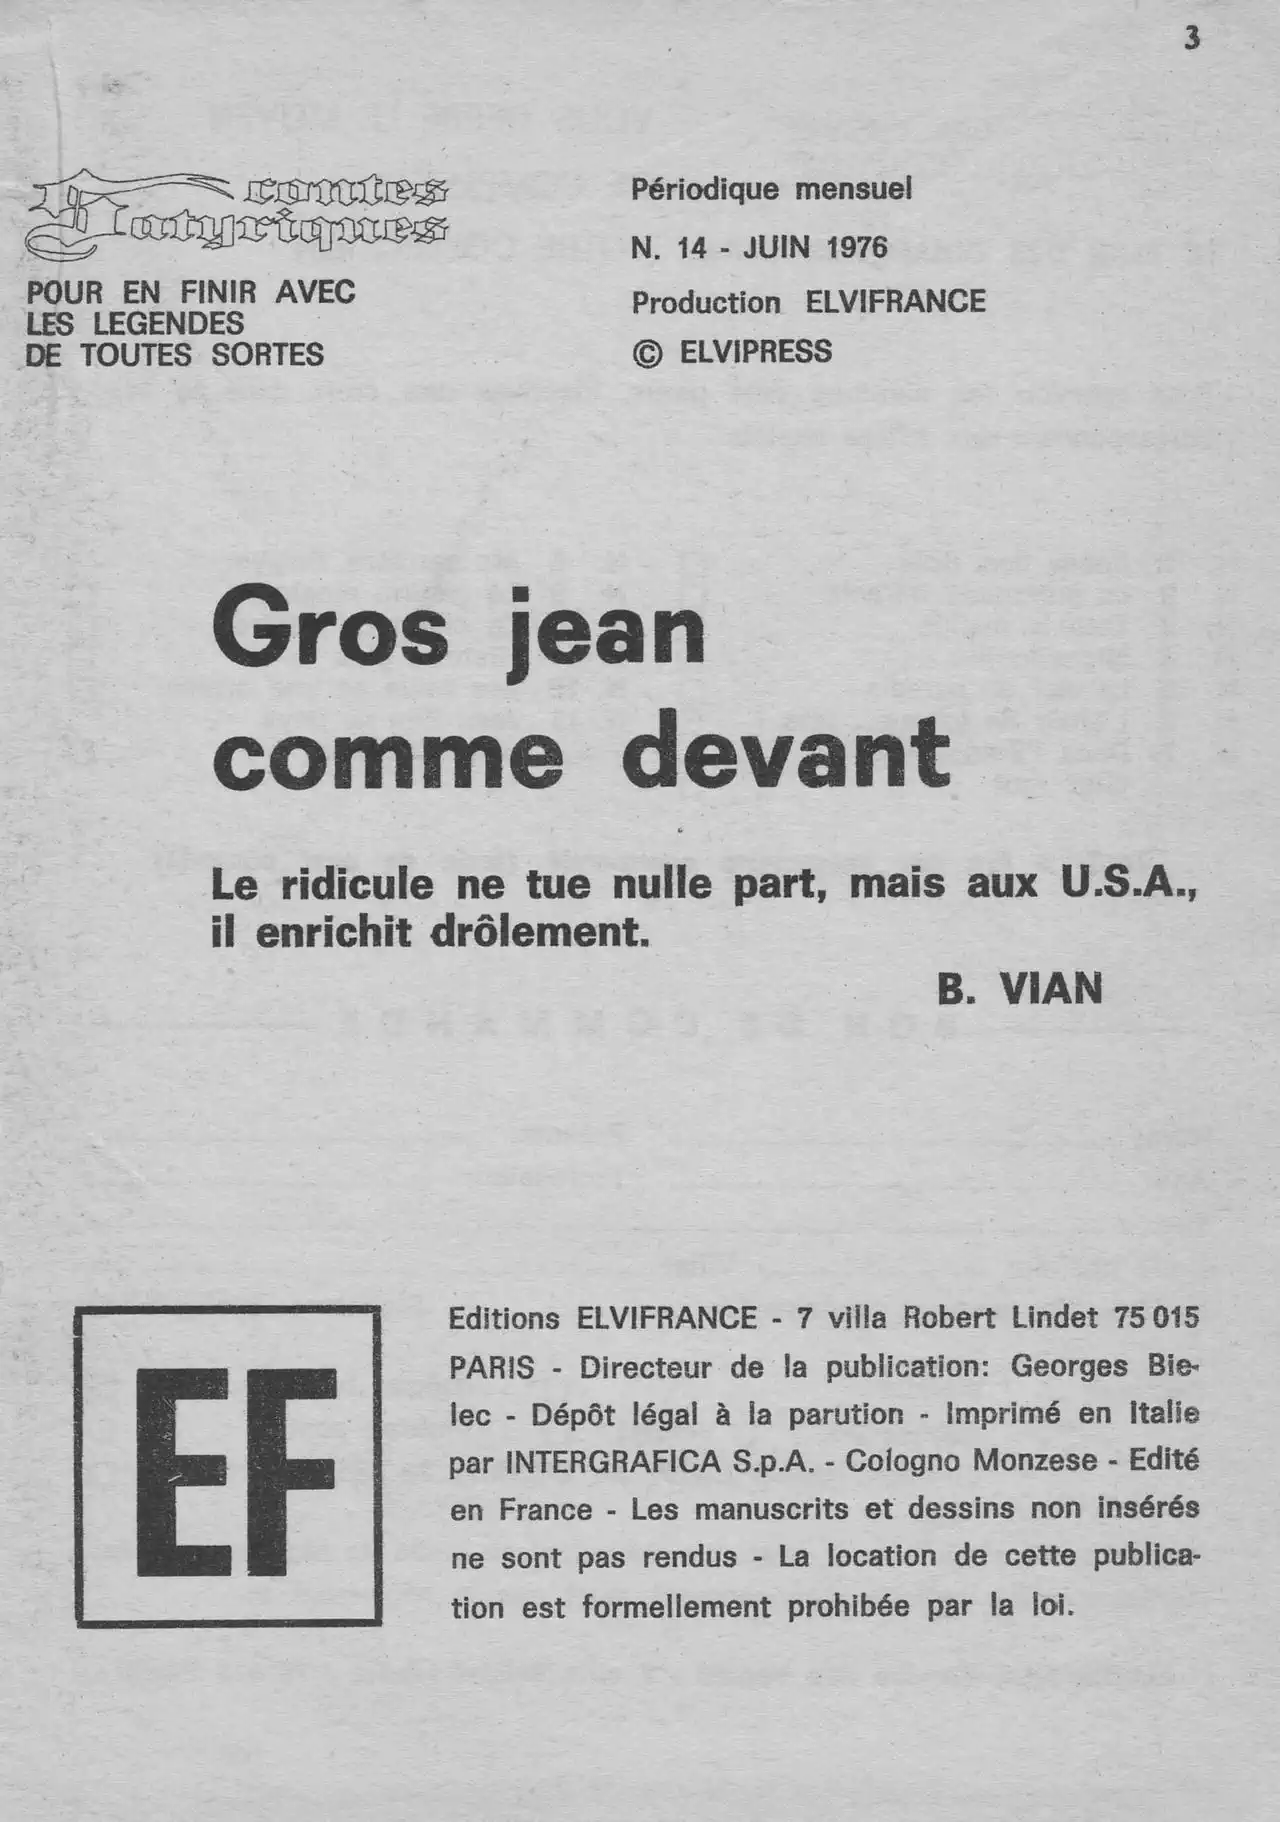 3
contes
Satyriques
POUR EN FINIR AVEC
LES LEGENDES
DE TOUTES SORTES
Périodique mensuel
N. 14 - JUIN 1976
Production ELVIFRANCE
© ELVIPRESS
Gros jean
comme devant
Le ridicule ne tue nulle part, mais aux U.S.A.,
il enrichit drôlement.
B. VIAN
EF
Editions ELVIFRANCE - 7 villa Robert Lindet 75 015
PARIS - Directeur de la publication: Georges Bie-
lec - Dépôt légal à la parution - Imprimé en Italie
par INTERGRAFICA S.p.A. - Cologno Monzese - Edité
en France - Les manuscrits et dessins non insérés
ne sont pas rendus - La location de cette publica-
tion est formellement prohibée par la loi.